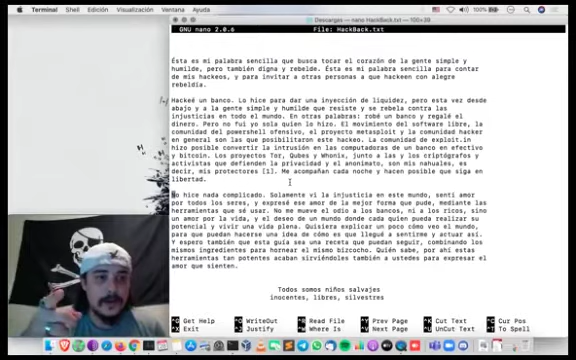 Terminal Shell Edición Visualización Ventana Ayuda 100%
Descargas — nano HackBack.txt — 100×39
GNU nano 2.0.6 File: HackBack.txt
Ésta es mi palabra sencilla que busca tocar el corazón de la gente simple y
humilde, pero también digna y rebelde. Ésta es mi palabra sencilla para contar
de mis hackeos, y para invitar a otras personas a que hackeen con alegre
rebeldía.
Hackeé un banco. Lo hice para dar una inyección de liquidez, pero esta vez desde
abajo y a la gente simple y humilde que resiste y se rebela contra las
injusticias en todo el mundo. En otras palabras: robé un banco y regalé el
dinero. Pero no fui yo sola quien lo hizo. El movimiento del software libre, la
comunidad del powershell ofensivo, el proyecto metasploit y la comunidad hacker
en general son las que posibilitaron este hackeo. La comunidad de exploit.in
hizo posible convertir la intrusión en las computadoras de un banco en efectivo
y bitcoin. Los proyectos Tor, Qubes y Whonix, junto a las y los criptógrafos y
activistas que defienden la privacidad y el anonimato, son mis nahuales, es
decir, mis protectores [1]. Me acompañan cada noche y hacen posible que siga en
libertad.
No hice nada complicado. Solamente vi la injusticia en este mundo, sentí amor
por todos los seres, y expresé ese amor de la mejor forma que pude, mediante las
herramientas que sé usar. No me mueve el odio a los bancos, ni a los ricos, sino
un amor por la vida, y el deseo de un mundo donde cada quien pueda realizar su
potencial y vivir una vida plena. Quisiera explicar un poco cómo veo el mundo,
para que puedan hacerse una idea de cómo es que llegué a sentirme y actuar así.
Y espero también que esta guía sea una receta que puedan seguir, combinando los
mismos ingredientes para hornear el mismo bizcocho. Quién sabe, por ahí estas
herramientas tan potentes acaban sirviéndoles también a ustedes para expresar el
amor que sienten.
Todos somos niños salvajes
inocentes, libres, silvestres
^G Get Help ^O WriteOut ^R Read File ^Y Prev Page ^K Cut Text ^C Cur Pos
^X Exit ^J Justify ^W Where Is ^V Next Page ^U UnCut Text ^T To Spell